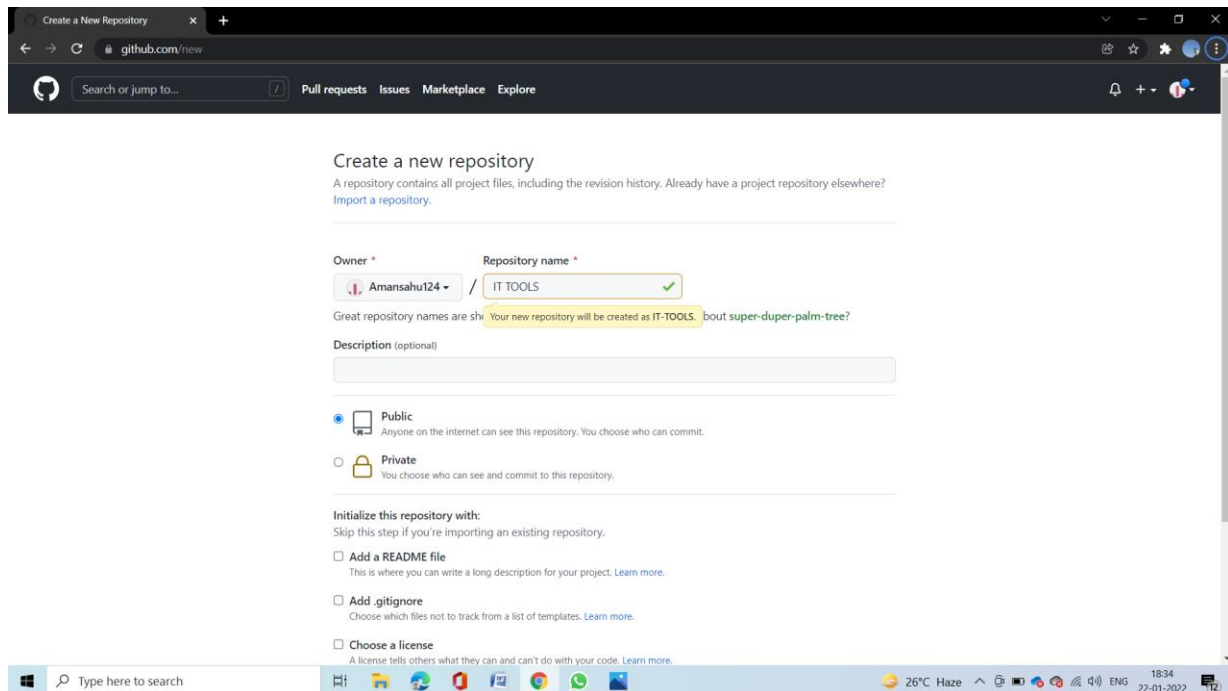 Create a New Repository
github.com/new
Search or jump to... /
Pull requests Issues Marketplace Explore
Create a new repository
A repository contains all project files, including the revision history. Already have a project repository elsewhere?
Import a repository.
Owner * Repository name *
Amansahu124 / IT TOOLS
Great repository names are sh Your new repository will be created as IT-TOOLS. bout super-duper-palm-tree?
Description (optional)
Public
Anyone on the internet can see this repository. You choose who can commit.
Private
You choose who can see and commit to this repository.
Initialize this repository with:
Skip this step if you're importing an existing repository.
Add a README file
This is where you can write a long description for your project. Learn more.
Add .gitignore
Choose which files not to track from a list of templates. Learn more.
Choose a license
A license tells others what they can and can't do with your code. Learn more.
Type here to search
26°C Haze
ENG
18:34
22-01-2022
12